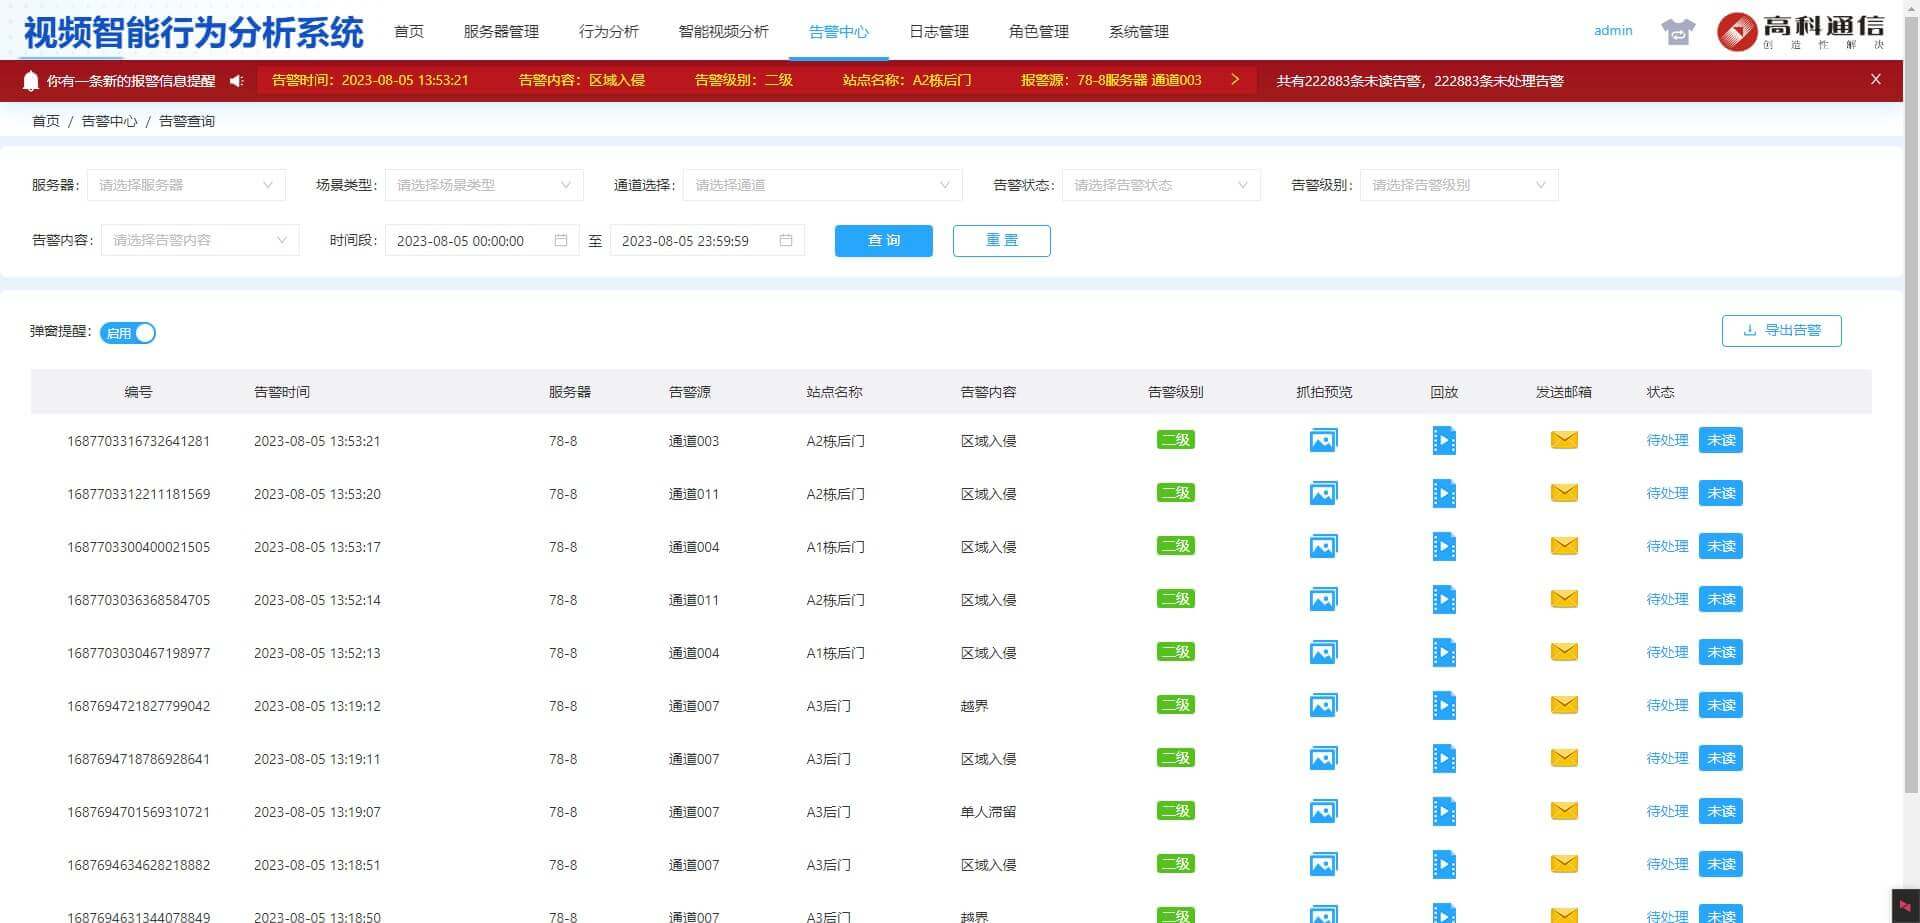 视频智能行为分析系统 首页 服务器管理 行为分析 智能视频分析 告警中心 日志管理 角色管理 系统管理 admin 高科通信
创造性解决
你有一条新的报警信息提醒 告警时间：2023-08-05 13:53:21 告警内容：区域入侵 告警级别：二级 站点名称：A2栋后门 报警源：78-8服务器 通道003 共有222883条未读告警，222883条未处理告警
首页 / 告警中心 / 告警查询
服务器： 请选择服务器 场景类型： 请选择场景类型 通道选择： 请选择通道 告警状态： 请选择告警状态 告警级别： 请选择告警级别
告警内容： 请选择告警内容 时间段： 2023-08-05 00:00:00 至 2023-08-05 23:59:59 查询 重置
弹窗提醒： 启用 导出告警
编号 告警时间 服务器 告警源 站点名称 告警内容 告警级别 抓拍预览 回放 发送邮箱 状态
1687703316732641281 2023-08-05 13:53:21 78-8 通道003 A2栋后门 区域入侵 二级 待处理 未读
1687703312211181569 2023-08-05 13:53:20 78-8 通道011 A2栋后门 区域入侵 二级 待处理 未读
1687703300400021505 2023-08-05 13:53:17 78-8 通道004 A1栋后门 区域入侵 二级 待处理 未读
1687703036368584705 2023-08-05 13:52:14 78-8 通道011 A2栋后门 区域入侵 二级 待处理 未读
1687703030467198977 2023-08-05 13:52:13 78-8 通道004 A1栋后门 区域入侵 二级 待处理 未读
1687694721827799042 2023-08-05 13:19:12 78-8 通道007 A3后门 越界 二级 待处理 未读
1687694718786928641 2023-08-05 13:19:11 78-8 通道007 A3后门 区域入侵 二级 待处理 未读
1687694701569310721 2023-08-05 13:19:07 78-8 通道007 A3后门 单人滞留 二级 待处理 未读
1687694634628218882 2023-08-05 13:18:51 78-8 通道007 A3后门 区域入侵 二级 待处理 未读
1687694631344078849 2023-08-05 13:18:50 78-8 通道007 A3后门 越界 二级 待处理 未读